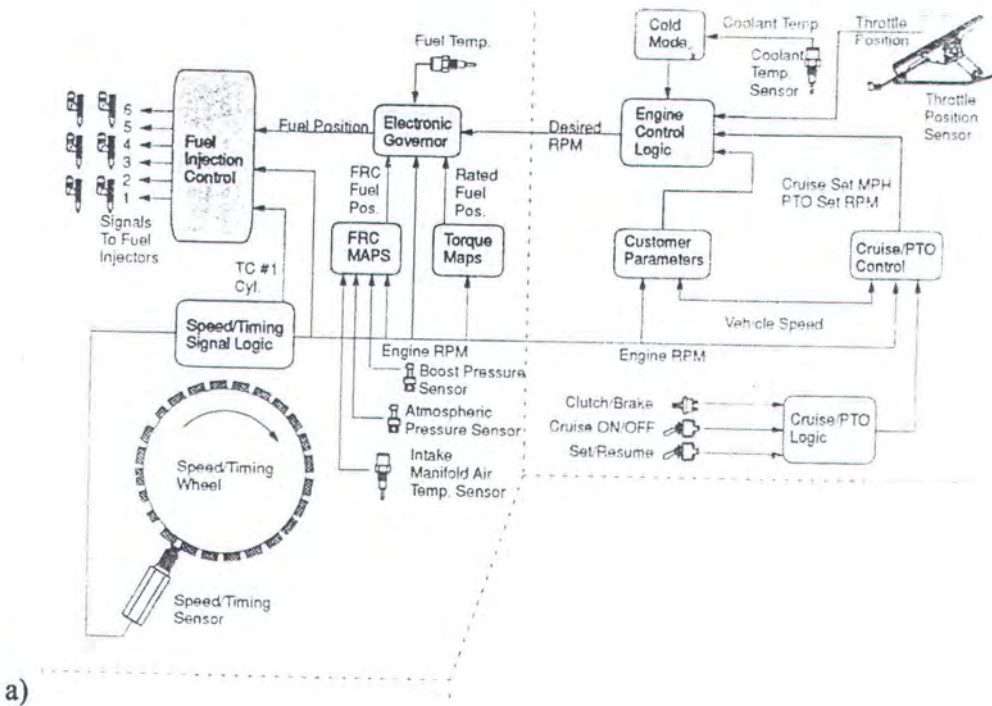 Fuel Temp.
Cold
Mode
Coolant Temp
Coolant
Temp.
Sensor
Throttle
Position
Throttle
Position
Sensor
6
5
4
3
2
1
Fuel
Injection
Control
Fuel Position
Electronic
Governor
Desired
RPM
Engine
Control
Logic
Signals
To Fuel
Injectors
FRC
Fuel
Pos.
Rated
Fuel
Pos.
Cruise Set MPH
PTO Set RPM
FRC
MAPS
Torque
Maps
Customer
Parameters
Cruise/PTO
Control
TC #1
Cyl.
Speed/Timing
Signal Logic
Vehicle Speed
Engine RPM
Engine RPM
Boost Pressure
Sensor
Atmospheric
Pressure Sensor
Intake
Manifold Air
Temp. Sensor
Clutch/Brake
Cruise ON/OFF
Set/Resume
Cruise/PTO
Logic
Speed/Timing
Wheel
Speed/Timing
Sensor
a)